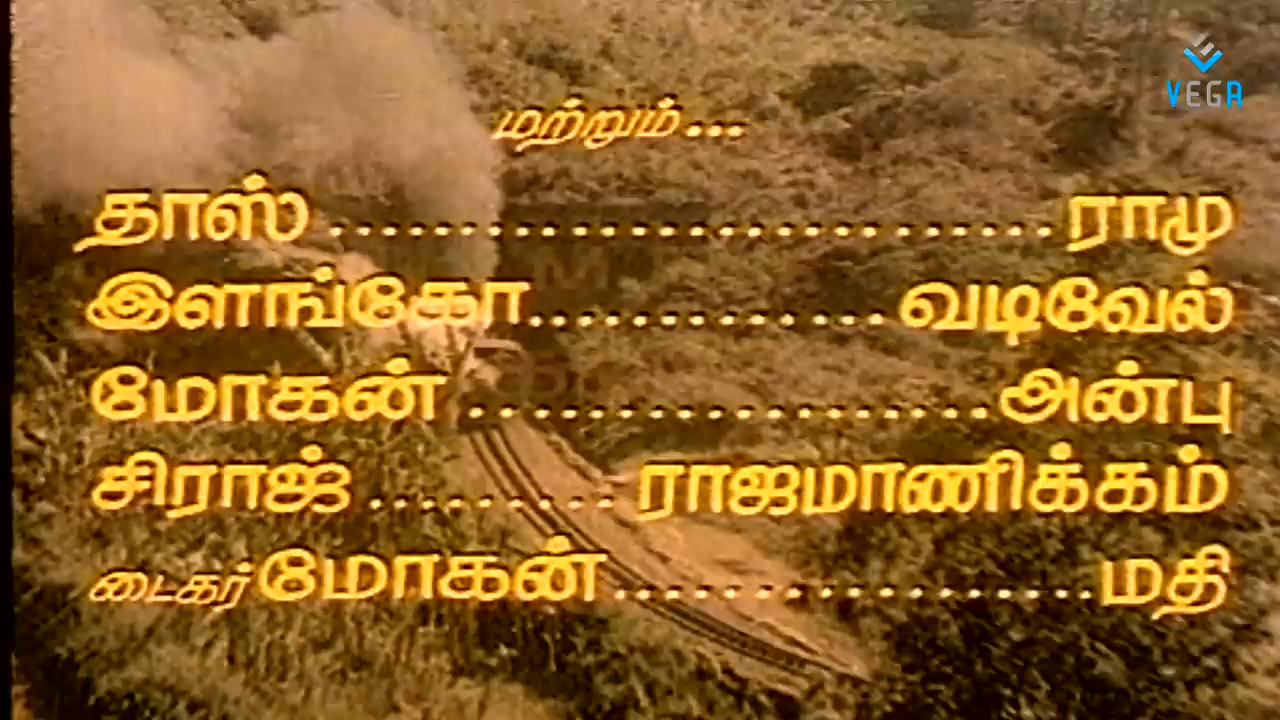 VEGA
மற்றும்...
தாஸ் ............................ ராமு
இளங்கோ.............. வடிவேல்
மோகன் .................... அன்பு
சிராஜ் .......... ராஜமாணிக்கம்
டைகர் மோகன்.................. மதி